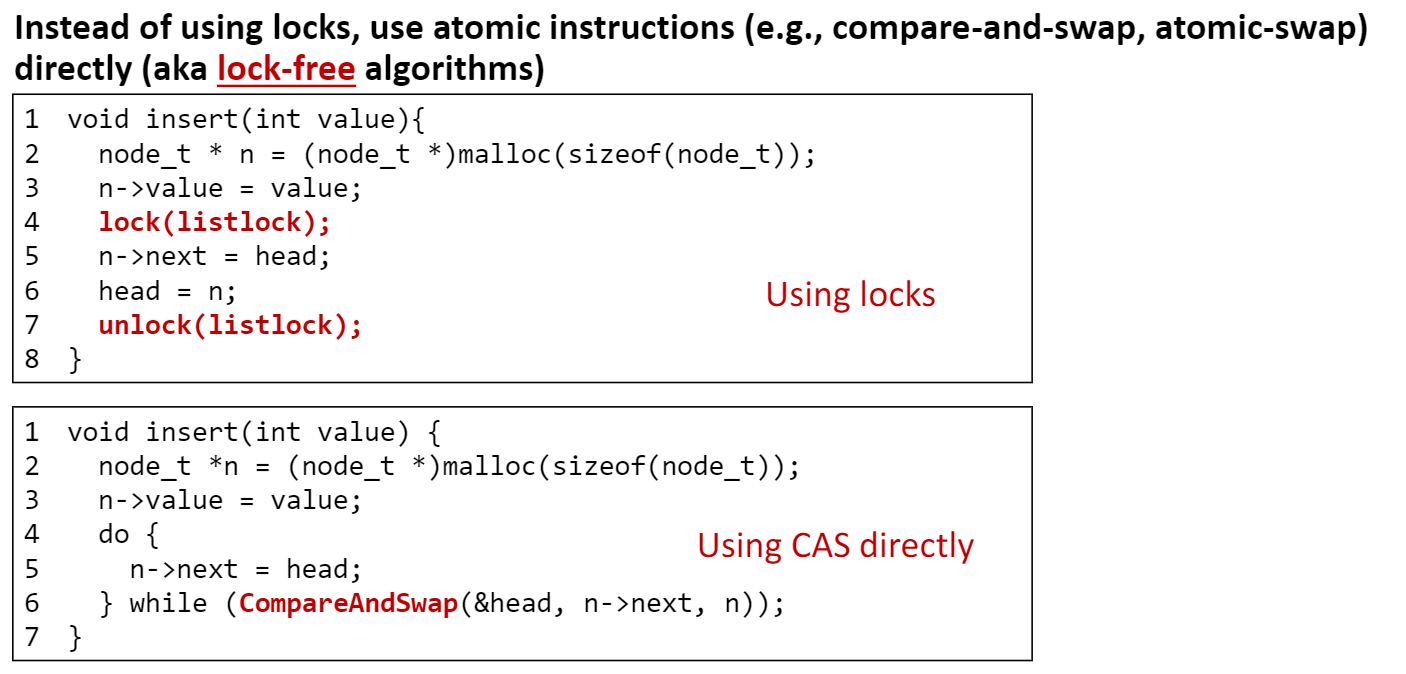 Instead of using locks, use atomic instructions (e.g., compare-and-swap, atomic-swap)
directly (aka lock-free algorithms)
1 void insert(int value){
2   node_t * n = (node_t *)malloc(sizeof(node_t));
3   n->value = value;
4   lock(listlock);
5   n->next = head;
6   head = n;
Using locks
7   unlock(listlock);
8 }
1 void insert(int value) {
2   node_t *n = (node_t *)malloc(sizeof(node_t));
3   n->value = value;
4   do {
Using CAS directly
5     n->next = head;
6   } while (CompareAndSwap(&head, n->next, n));
7 }